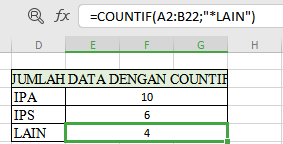 fx =COUNTIF(A2:B22;"*LAIN")
D E F G H
JUMLAH DATA DENGAN COUNTIF
IPA 10
IPS 6
LAIN 4